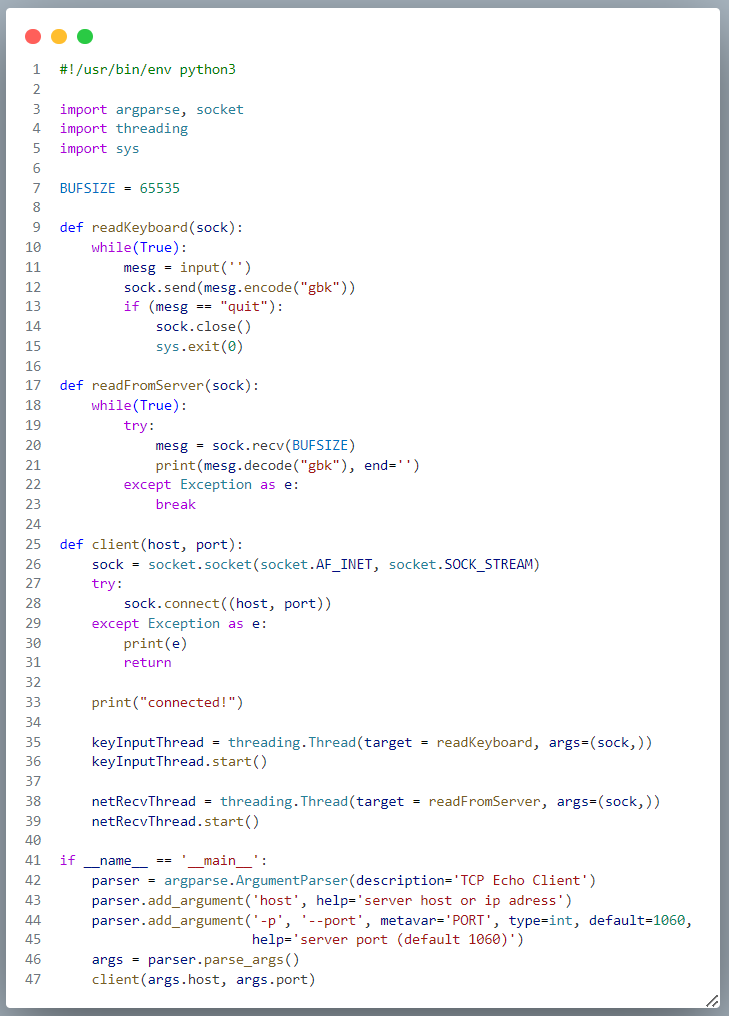 1 #!/usr/bin/env python3
2
3 import argparse, socket
4 import threading
5 import sys
6
7 BUFSIZE = 65535
8
9 def readKeyboard(sock):
10     while(True):
11         mesg = input('')
12         sock.send(mesg.encode("gbk"))
13         if (mesg == "quit"):
14             sock.close()
15             sys.exit(0)
16
17 def readFromServer(sock):
18     while(True):
19         try:
20             mesg = sock.recv(BUFSIZE)
21             print(mesg.decode("gbk"), end='')
22         except Exception as e:
23             break
24
25 def client(host, port):
26     sock = socket.socket(socket.AF_INET, socket.SOCK_STREAM)
27     try:
28         sock.connect((host, port))
29     except Exception as e:
30         print(e)
31         return
32
33     print("connected!")
34
35     keyInputThread = threading.Thread(target = readKeyboard, args=(sock,))
36     keyInputThread.start()
37
38     netRecvThread = threading.Thread(target = readFromServer, args=(sock,))
39     netRecvThread.start()
40
41 if __name__ == '__main__':
42     parser = argparse.ArgumentParser(description='TCP Echo Client')
43     parser.add_argument('host', help='server host or ip adress')
44     parser.add_argument('-p', '--port', metavar='PORT', type=int, default=1060,
45                         help='server port (default 1060)')
46     args = parser.parse_args()
47     client(args.host, args.port)